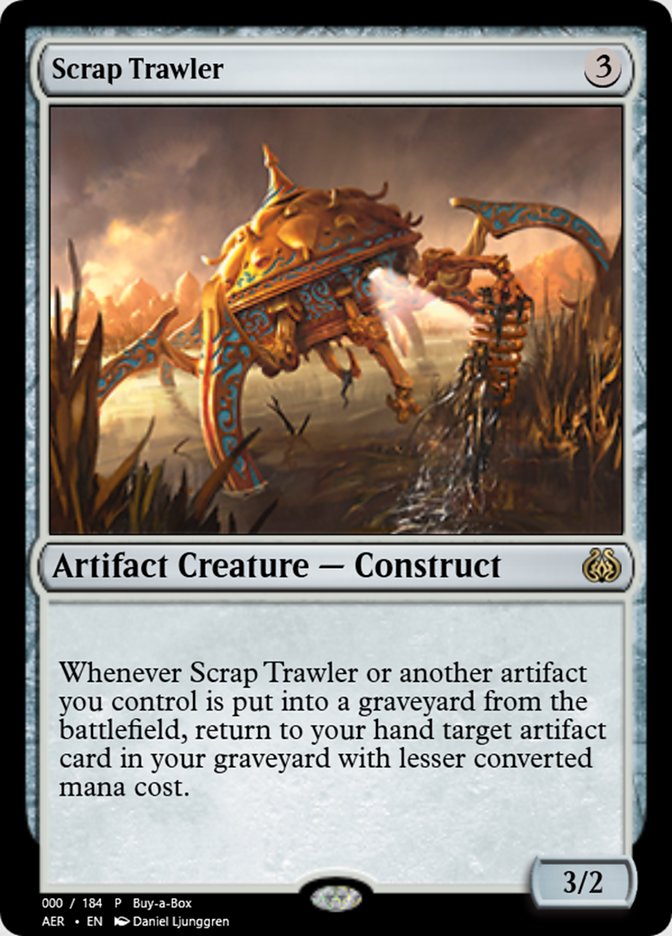 Scrap Trawler 3
Artifact Creature — Construct
Whenever Scrap Trawler or another artifact
you control is put into a graveyard from the
battlefield, return to your hand target artifact
card in your graveyard with lesser converted
mana cost.
3/2
000 / 184 P Buy-a-Box
AER • EN Daniel Ljunggren